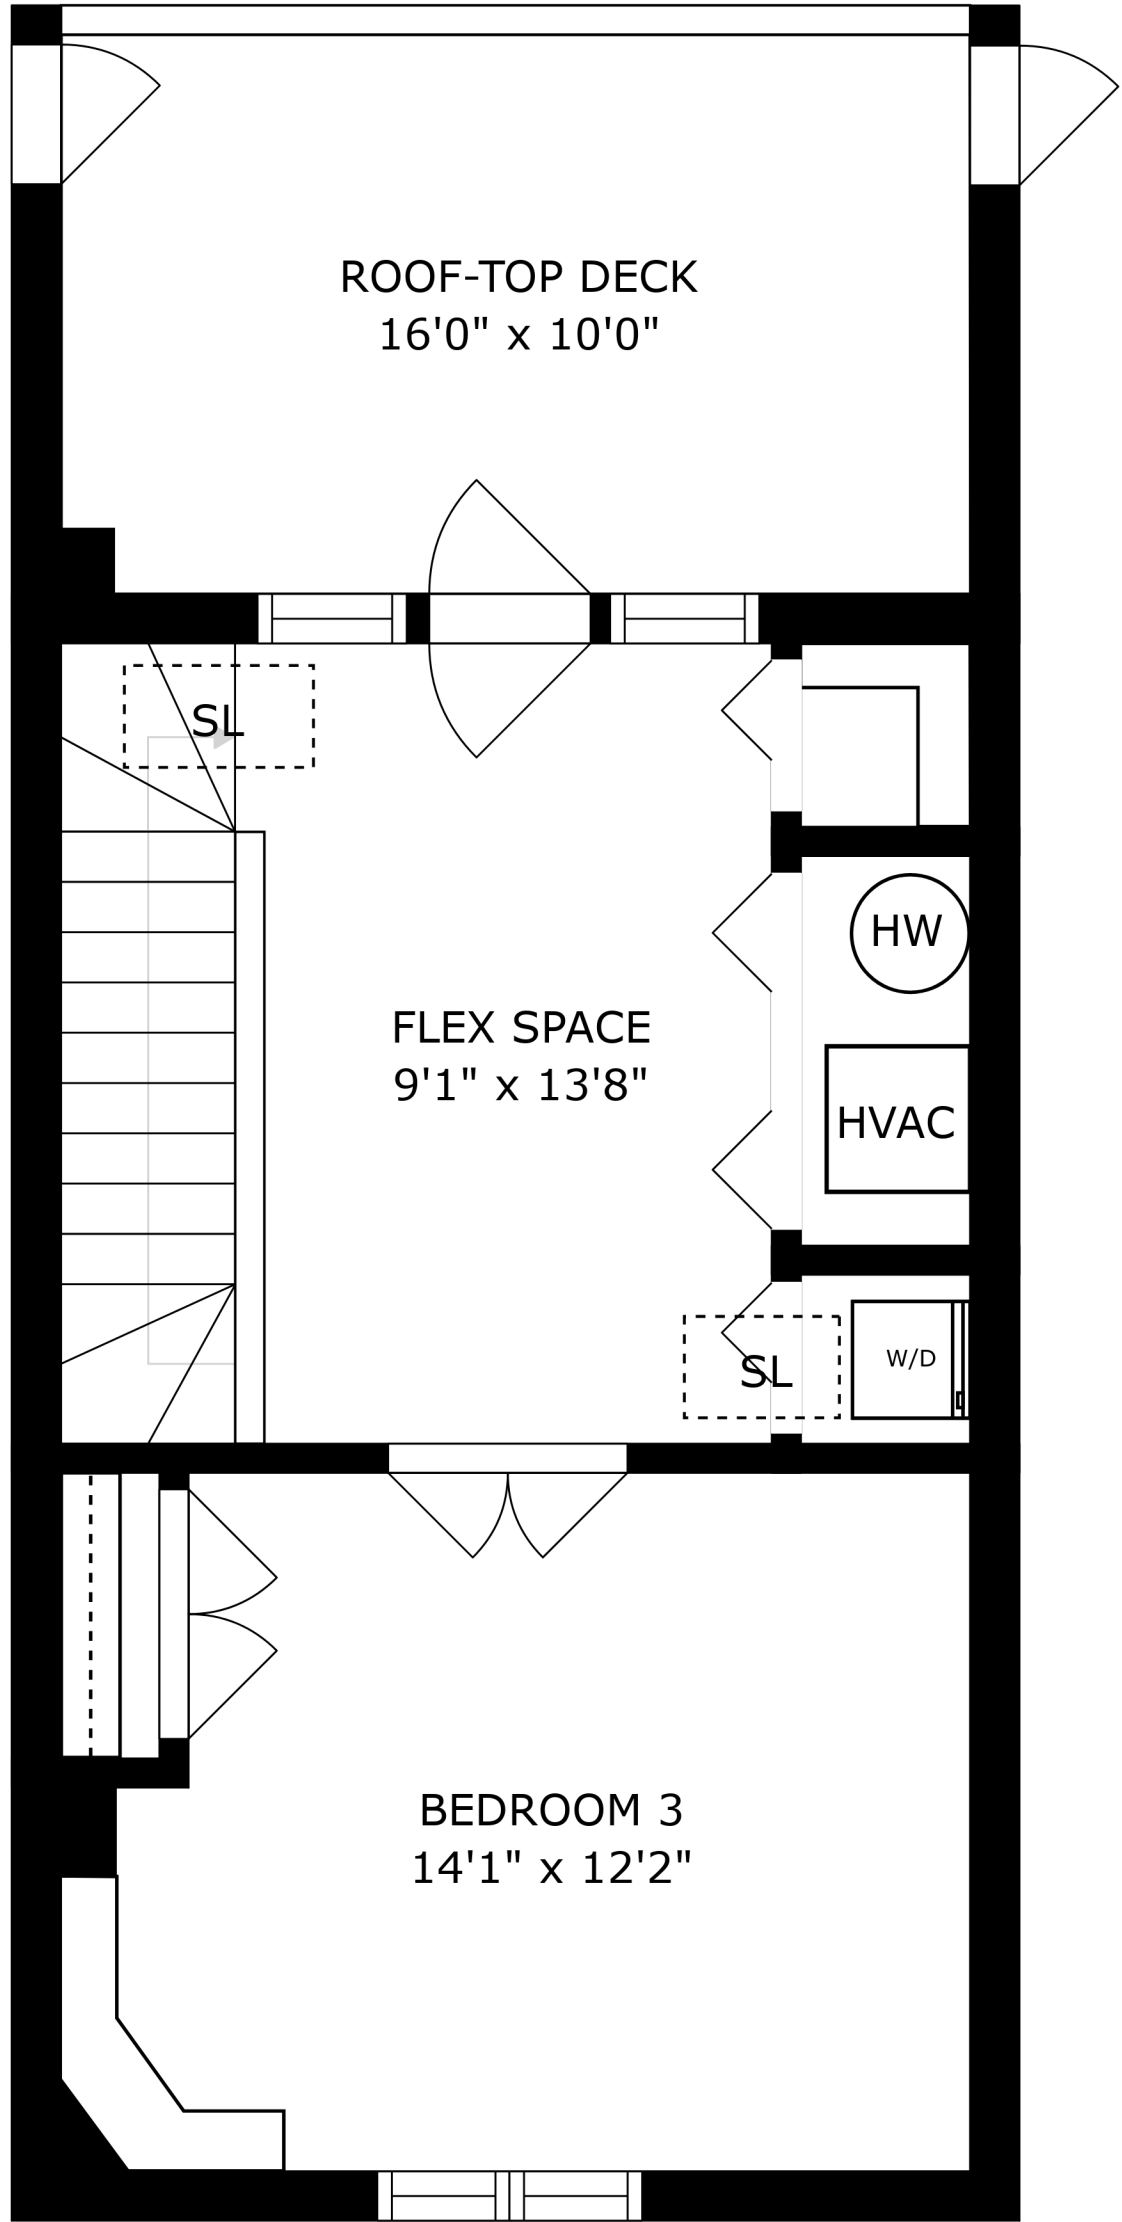 ROOF-TOP DECK
16'0" x 10'0"
SL
HW
FLEX SPACE
9'1" x 13'8"
HVAC
W/D
SL
BEDROOM 3
14'1" x 12'2"